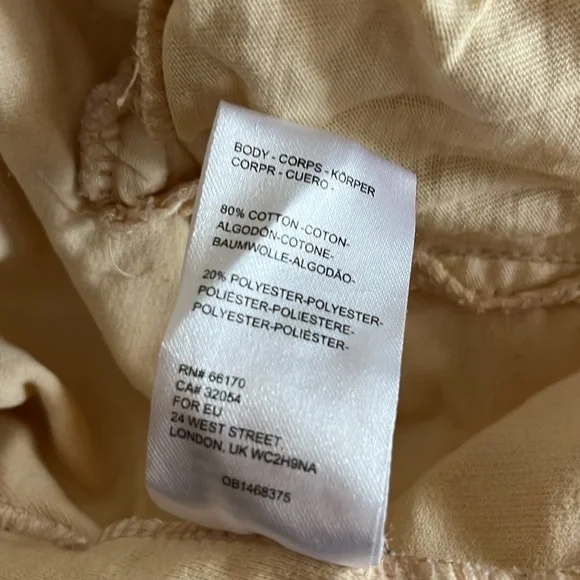 BODY - CORPS - KÖRPER
CORPR - CUERO -
80% COTTON -COTON-
ALGODÓN-COTONE-
BAUMWOLLE-ALGODÃO-
20% POLYESTER-POLYESTER-
POLIÉSTER-POLIESTERE-
POLYESTER-POLIÉSTER-
RN# 66170
CA# 32054
FOR EU
24 WEST STREET,
LONDON, UK WC2H9NA
OB1468375